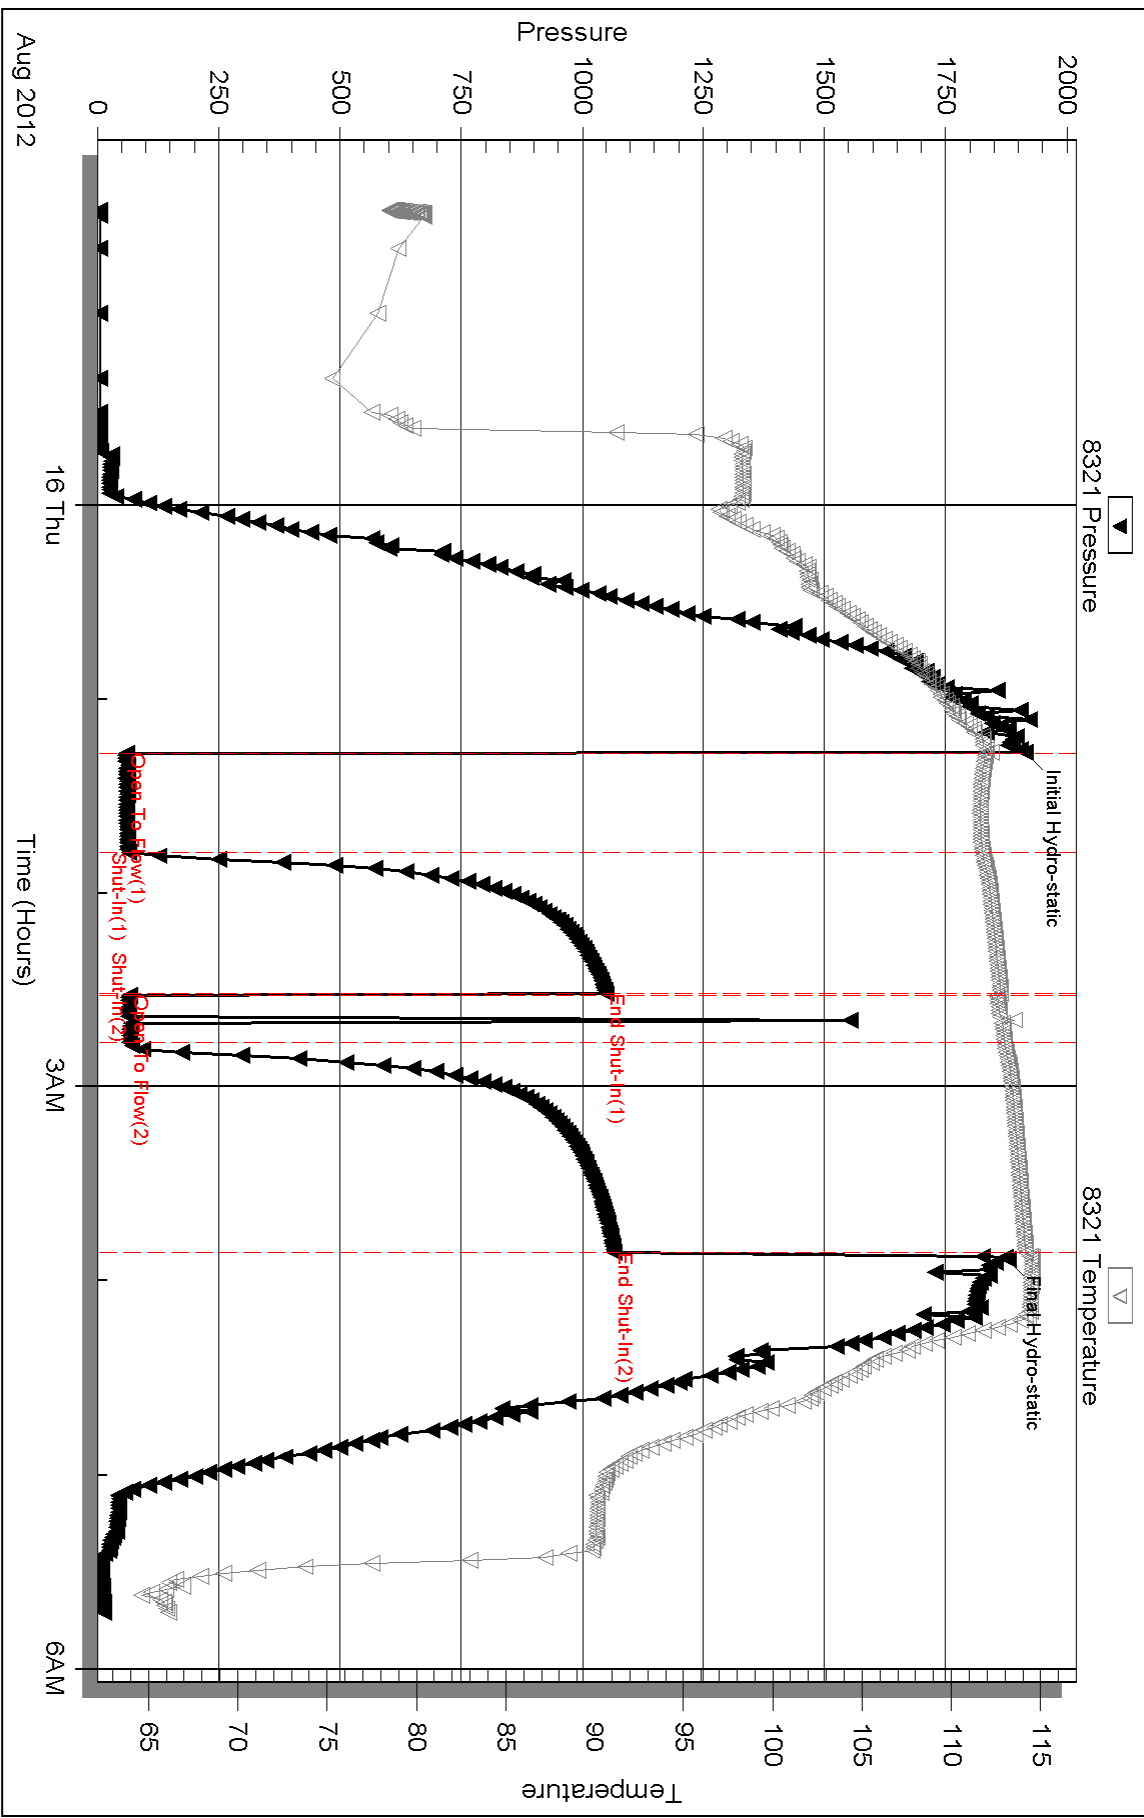 8321 Pressure
8321 Temperature
Pressure
2000
1750
1500
1250
1000
750
500
250
0
Temperature
115
110
105
100
95
90
85
80
75
70
65
Initial Hydro-static
Final Hydro-static
End Shut-In(1)
End Shut-In(2)
Open To Flow(1)
Open To Flow(2)
Shut-In(1)
Shut-In(2)
16 Thu
3AM
6AM
Aug 2012
Time (Hours)